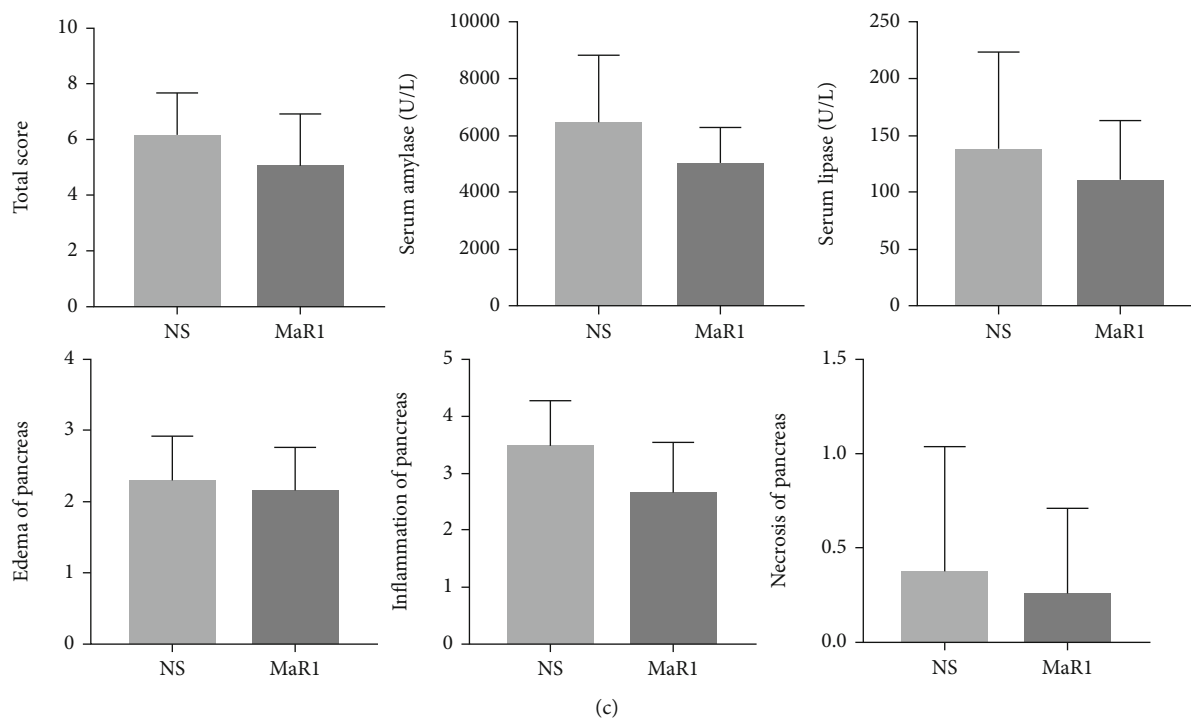 Total score
10
8
6
4
2
0
NS
MaR1
Serum amylase (U/L)
10000
8000
6000
4000
2000
0
NS
MaR1
Serum lipase (U/L)
250
200
150
100
50
0
NS
MaR1
Edema of pancreas
4
3
2
1
0
NS
MaR1
Inflammation of pancreas
5
4
3
2
1
0
NS
MaR1
Necrosis of pancreas
1.5
1.0
0.5
0.0
NS
MaR1
(c)